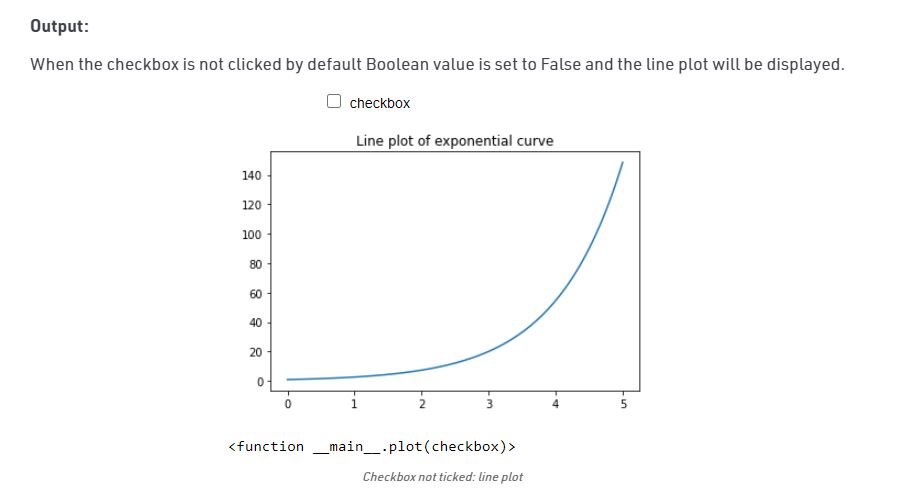 Output:
When the checkbox is not clicked by default Boolean value is set to False and the line plot will be displayed.
checkbox
Line plot of exponential curve
140
120
100
80
60
40
20
0
0 1 2 3 4 5
<function __main__.plot(checkbox)>
Checkbox not ticked: line plot